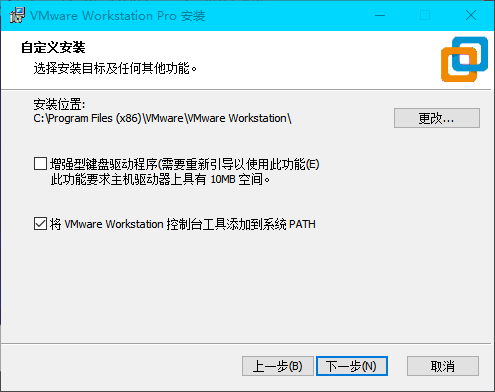 VMware Workstation Pro 安装
自定义安装
选择安装目标及任何其他功能。
安装位置:
C:\Program Files (x86)\VMware\VMware Workstation\
更改...
增强型键盘驱动程序(需要重新引导以使用此功能(E)
此功能要求主机驱动器上具有 10MB 空间。
将 VMware Workstation 控制台工具添加到系统 PATH
上一步(B)
下一步(N)
取消